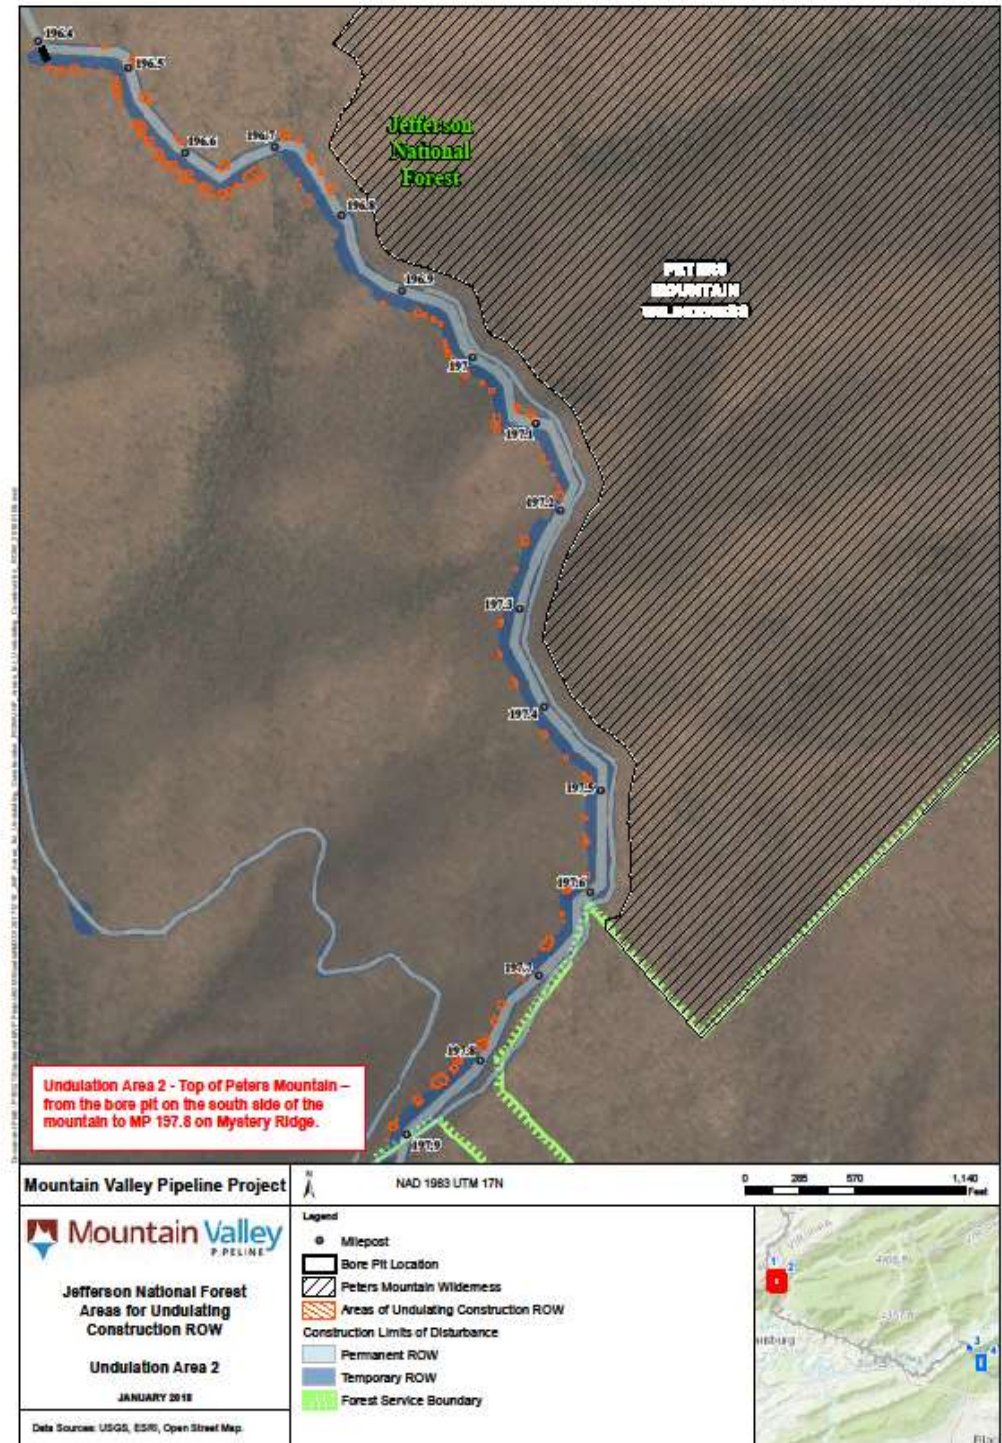 196.4
196.5
196.6
196.7
196.8
196.9
197
197.1
197.2
197.3
197.4
197.5
197.6
197.7
197.8
197.9
Jefferson
National
Forest
PETERS
MOUNTAIN
WILDERNESS
Undulation Area 2 - Top of Peters Mountain –
from the bore pit on the south side of the
mountain to MP 197.8 on Mystery Ridge.
Mountain Valley Pipeline Project
N
NAD 1983 UTM 17N
0 285 570 1,140
Feet
Mountain Valley
PIPELINE
Jefferson National Forest
Areas for Undulating
Construction ROW
Undulation Area 2
JANUARY 2018
Data Sources: USGS, ESRI, Open Street Map.
Legend
Milepost
Bore Pit Location
Peters Mountain Wilderness
Areas of Undulating Construction ROW
Construction Limits of Disturbance
Permanent ROW
Temporary ROW
Forest Service Boundary
1
2
3
4